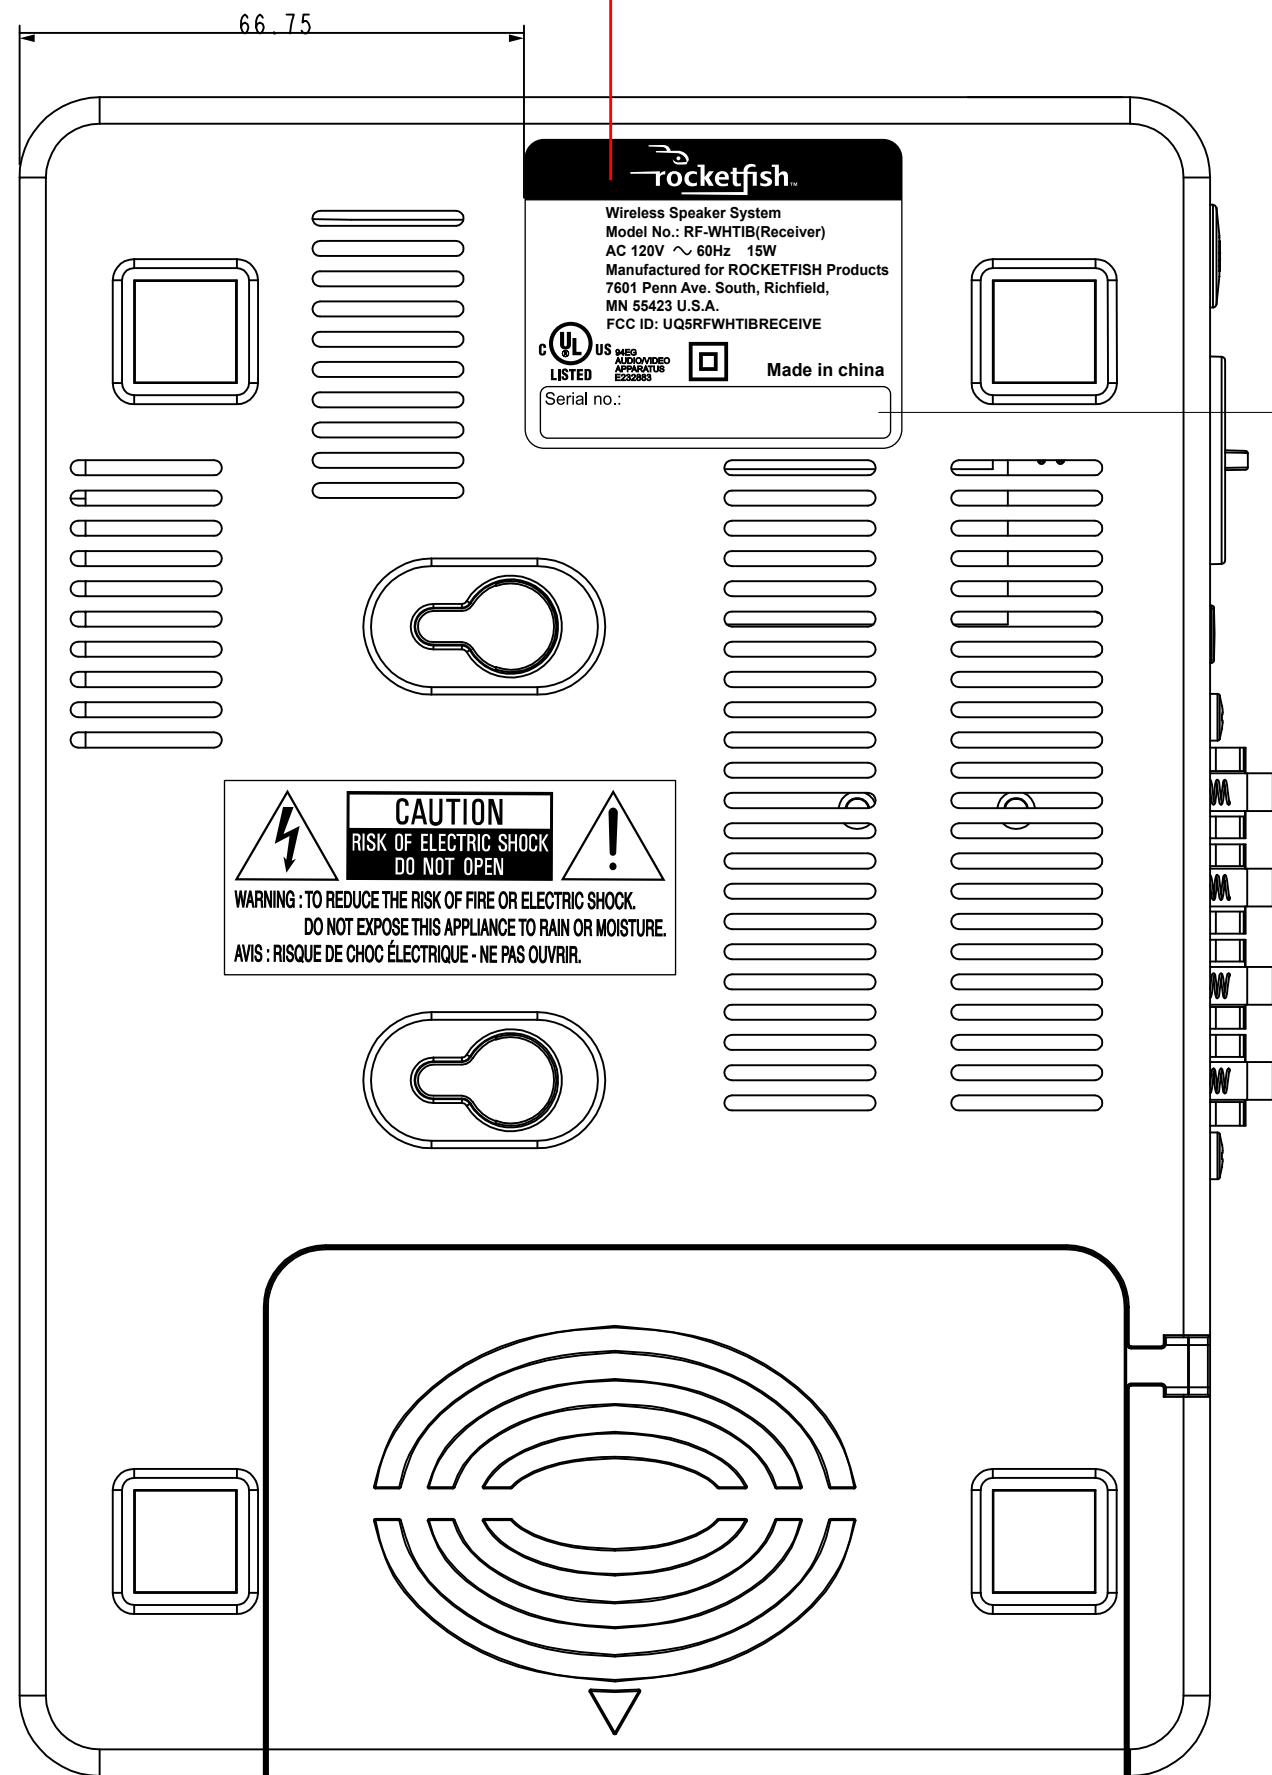 66.75
rocketfish™
Wireless Speaker System
Model No.: RF-WHTIB(Receiver)
AC 120V ～ 60Hz 15W
Manufactured for ROCKETFISH Products
7601 Penn Ave. South, Richfield,
MN 55423 U.S.A.
FCC ID: UQ5RFWHTIBRECEIVE
C UL ® US
LISTED
94EG
AUDIO/VIDEO
APPARATUS
E232883
Made in china
Serial no.:
CAUTION
RISK OF ELECTRIC SHOCK
DO NOT OPEN
WARNING : TO REDUCE THE RISK OF FIRE OR ELECTRIC SHOCK.
DO NOT EXPOSE THIS APPLIANCE TO RAIN OR MOISTURE.
AVIS : RISQUE DE CHOC ÉLECTRIQUE - NE PAS OUVRIR.